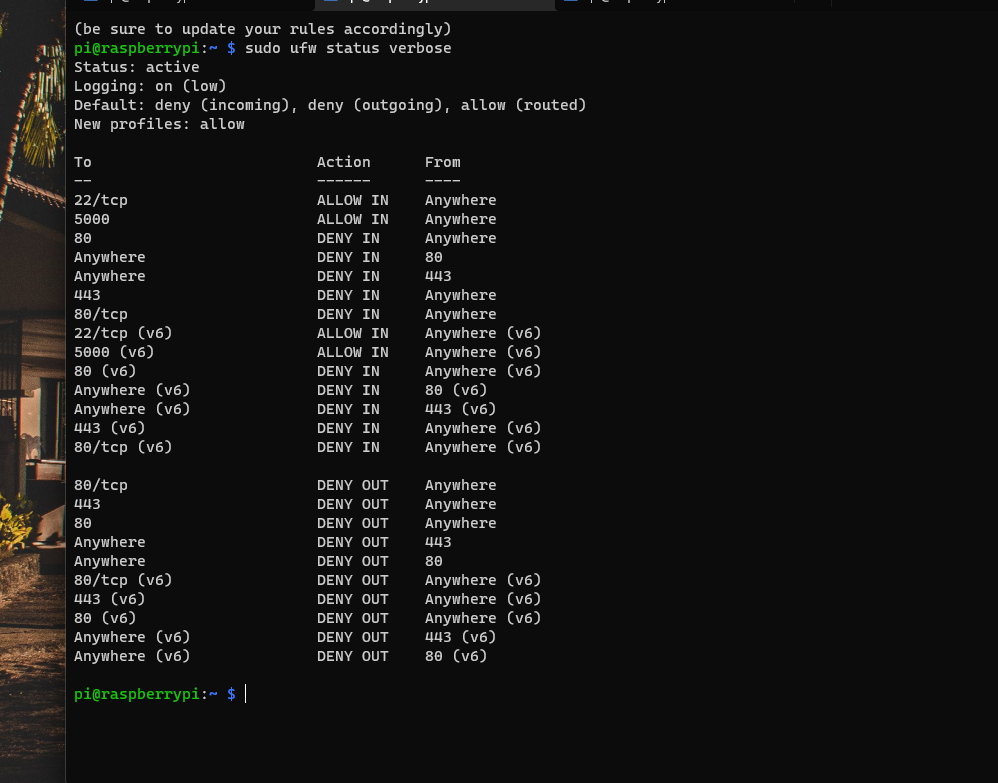 (be sure to update your rules accordingly)
pi@raspberrypi:~ $ sudo ufw status verbose
Status: active
Logging: on (low)
Default: deny (incoming), deny (outgoing), allow (routed)
New profiles: allow
To                         Action      From
--                         ------      ----
22/tcp                     ALLOW IN    Anywhere
5000                       ALLOW IN    Anywhere
80                         DENY IN     Anywhere
Anywhere                   DENY IN     80
Anywhere                   DENY IN     443
443                        DENY IN     Anywhere
80/tcp                     DENY IN     Anywhere
22/tcp (v6)                ALLOW IN    Anywhere (v6)
5000 (v6)                  ALLOW IN    Anywhere (v6)
80 (v6)                    DENY IN     Anywhere (v6)
Anywhere (v6)              DENY IN     80 (v6)
Anywhere (v6)              DENY IN     443 (v6)
443 (v6)                   DENY IN     Anywhere (v6)
80/tcp (v6)                DENY IN     Anywhere (v6)
80/tcp                     DENY OUT    Anywhere
443                        DENY OUT    Anywhere
80                         DENY OUT    Anywhere
Anywhere                   DENY OUT    443
Anywhere                   DENY OUT    80
80/tcp (v6)                DENY OUT    Anywhere (v6)
443 (v6)                   DENY OUT    Anywhere (v6)
80 (v6)                    DENY OUT    Anywhere (v6)
Anywhere (v6)              DENY OUT    443 (v6)
Anywhere (v6)              DENY OUT    80 (v6)
pi@raspberrypi:~ $